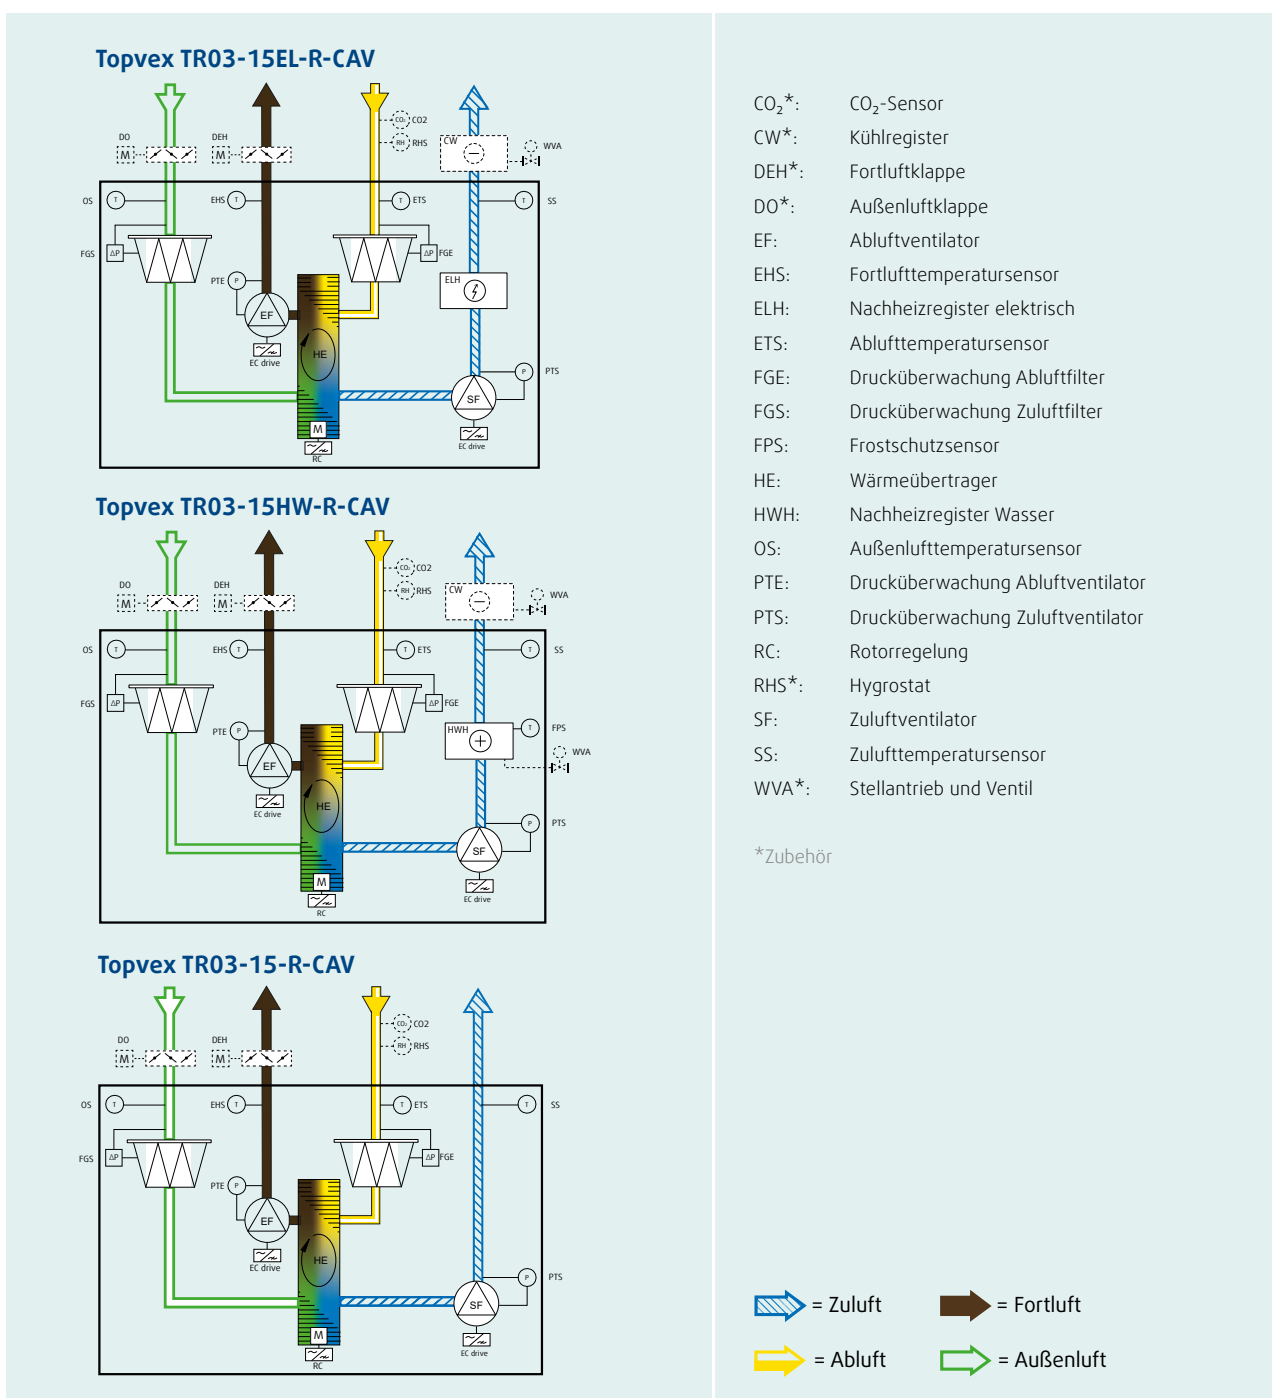 Topvex TR03-15EL-R-CAV
CO₂ CO2
DO DEH
M M RH RHS CW WVA
OS T EHS T T ETS T SS
FGS ΔP ΔP FGE
PTE P ELH
EF
EC drive HE P PTS
SF
M EC drive
RC
Topvex TR03-15HW-R-CAV
CO₂ CO2
DO DEH
M M RH RHS CW WVA
OS T EHS T T ETS T SS
FGS ΔP ΔP FGE
PTE P HWH T FPS
WVA
EF
EC drive HE P PTS
SF
M EC drive
RC
Topvex TR03-15-R-CAV
CO₂ CO2
DO DEH
M M RH RHS
OS T EHS T T ETS T SS
FGS ΔP ΔP FGE
PTE P
EF
EC drive HE P PTS
SF
M EC drive
RC
CO₂*: CO₂-Sensor
CW*: Kühlregister
DEH*: Fortluftklappe
DO*: Außenluftklappe
EF: Abluftventilator
EHS: Fortlufttemperatursensor
ELH: Nachheizregister elektrisch
ETS: Ablufttemperatursensor
FGE: Drucküberwachung Abluftfilter
FGS: Drucküberwachung Zuluftfilter
FPS: Frostschutzsensor
HE: Wärmeübertrager
HWH: Nachheizregister Wasser
OS: Außenlufttemperatursensor
PTE: Drucküberwachung Abluftventilator
PTS: Drucküberwachung Zuluftventilator
RC: Rotorregelung
RHS*: Hygrostat
SF: Zuluftventilator
SS: Zulufttemperatursensor
WVA*: Stellantrieb und Ventil
*Zubehör
= Zuluft = Fortluft
= Abluft = Außenluft